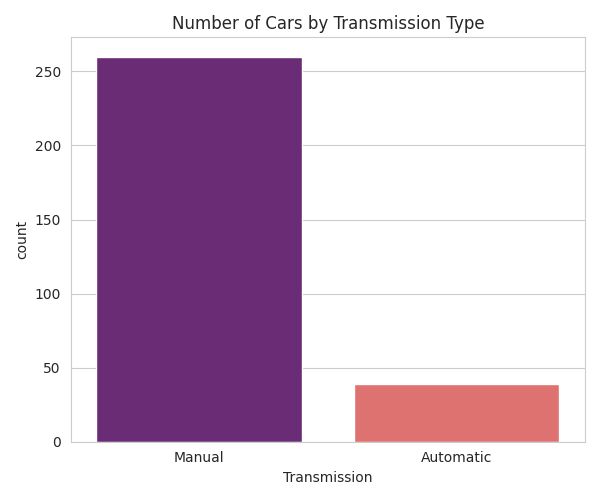 Number of Cars by Transmission Type
250
200
150
100
50
0
count
Manual
Automatic
Transmission